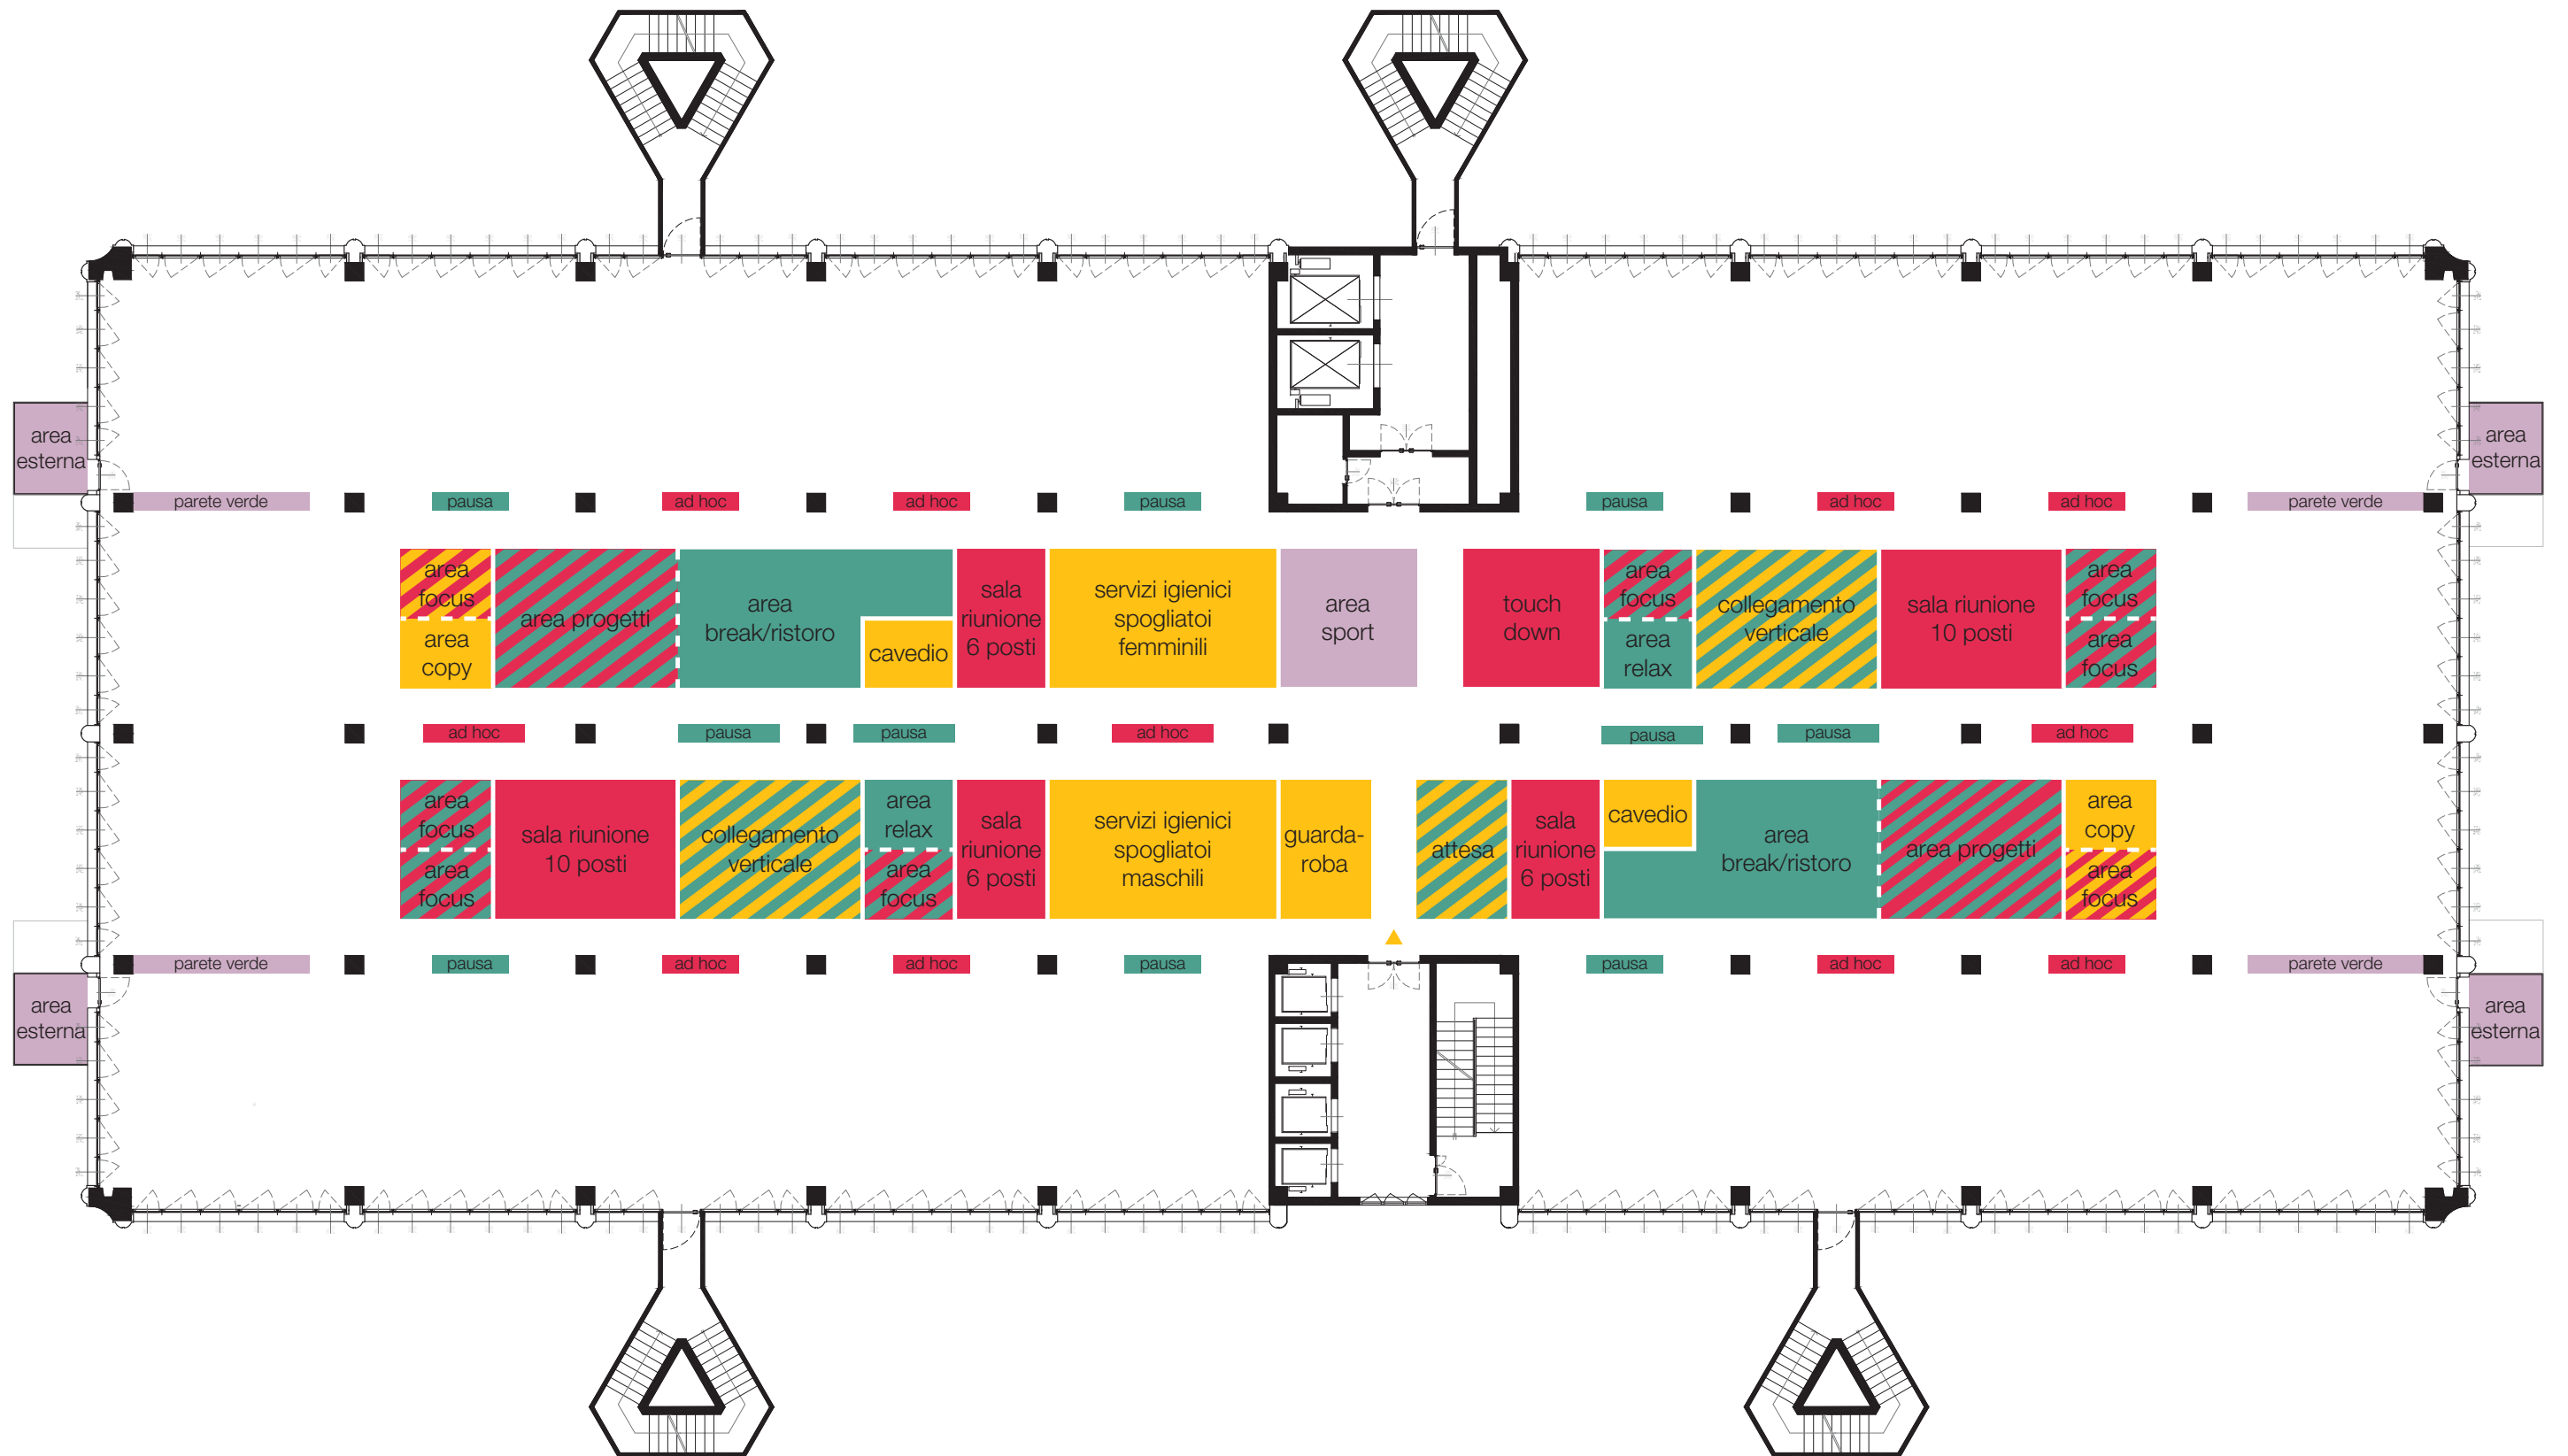 area
esterna
area
esterna
parete verde
pausa
ad hoc
ad hoc
pausa
pausa
ad hoc
ad hoc
parete verde
area
focus
area
copy
area progetti
area
break/ristoro
cavedio
sala
riunione
6 posti
servizi igienici
spogliatoi
femminili
area
sport
touch
down
area
focus
area
relax
collegamento
verticale
sala riunione
10 posti
area
focus
area
focus
ad hoc
pausa
pausa
ad hoc
pausa
pausa
ad hoc
area
focus
area
focus
sala riunione
10 posti
collegamento
verticale
area
relax
area
focus
sala
riunione
6 posti
servizi igienici
spogliatoi
maschili
guarda-
roba
attesa
sala
riunione
6 posti
cavedio
area
break/ristoro
area progetti
area
copy
area
focus
parete verde
pausa
ad hoc
ad hoc
pausa
pausa
ad hoc
ad hoc
parete verde
area
esterna
area
esterna